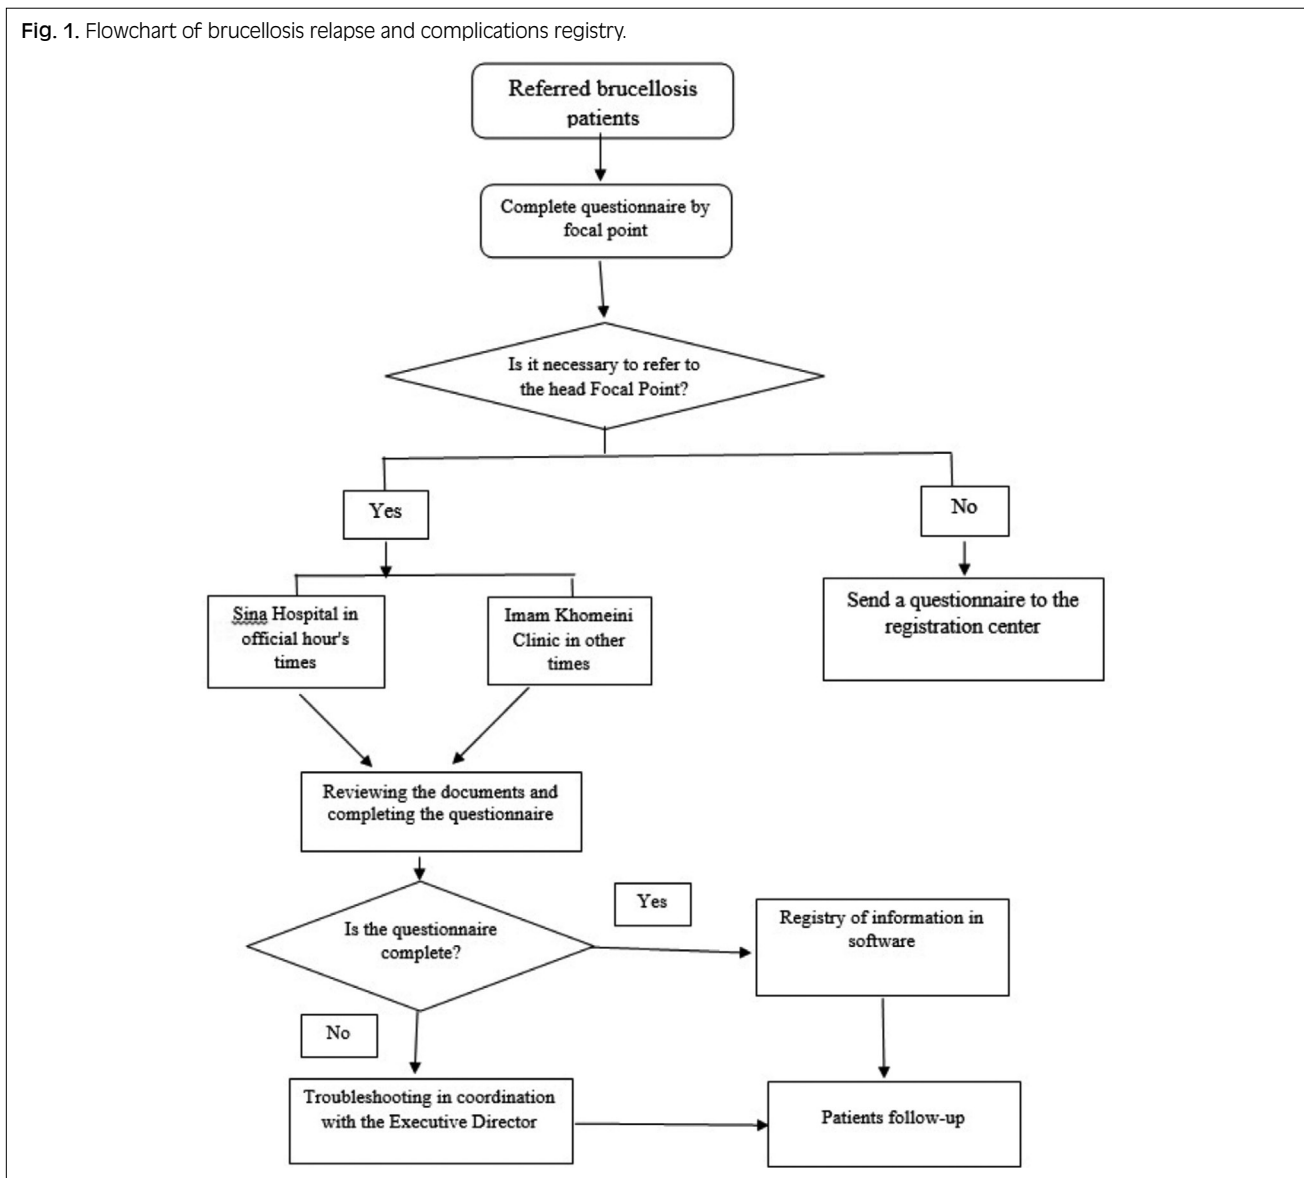 Fig. 1. Flowchart of brucellosis relapse and complications registry.
Referred brucellosis
patients
Complete questionnaire by
focal point
Is it necessary to refer to
the head Focal Point?
Yes
No
Sina Hospital in
official hour's
times
Imam Khomeini
Clinic in other
times
Send a questionnaire to the
registration center
Reviewing the documents and
completing the questionnaire
Is the questionnaire
complete?
Yes
Registry of information in
software
No
Troubleshooting in coordination
with the Executive Director
Patients follow-up